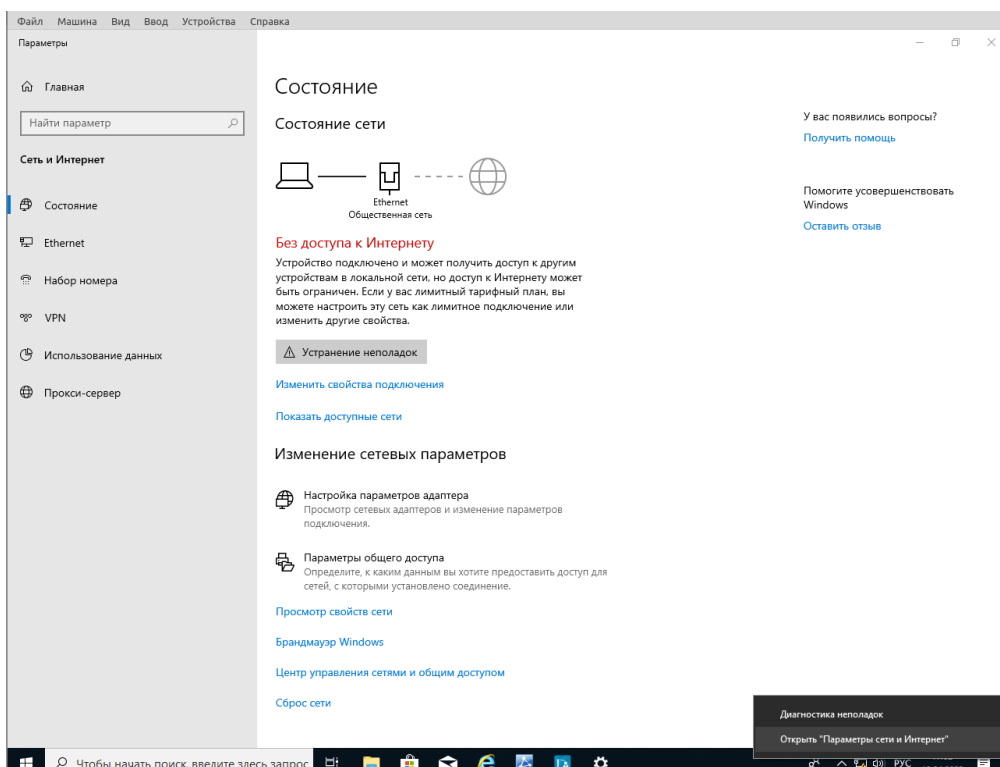 Файл Машина Вид Ввод Устройства Справка
Параметры
Главная
Найти параметр
Сеть и Интернет
Состояние
Ethernet
Набор номера
VPN
Использование данных
Прокси-сервер
Состояние
Состояние сети
Ethernet
Общественная сеть
Без доступа к Интернету
Устройство подключено и может получить доступ к другим
устройствам в локальной сети, но доступ к Интернету может
быть ограничен. Если у вас лимитный тарифный план, вы
можете настроить эту сеть как лимитное подключение или
изменить другие свойства.
Устранение неполадок
Изменить свойства подключения
Показать доступные сети
Изменение сетевых параметров
Настройка параметров адаптера
Просмотр сетевых адаптеров и изменение параметров
подключения.
Параметры общего доступа
Определите, к каким данным вы хотите предоставить доступ для
сетей, с которыми установлено соединение.
Просмотр свойств сети
Брандмауэр Windows
Центр управления сетями и общим доступом
Сброс сети
У вас появились вопросы?
Получить помощь
Помогите усовершенствовать
Windows
Оставить отзыв
Диагностика неполадок
Открыть "Параметры сети и Интернет"
Чтобы начать поиск, введите здесь запрос
РУС